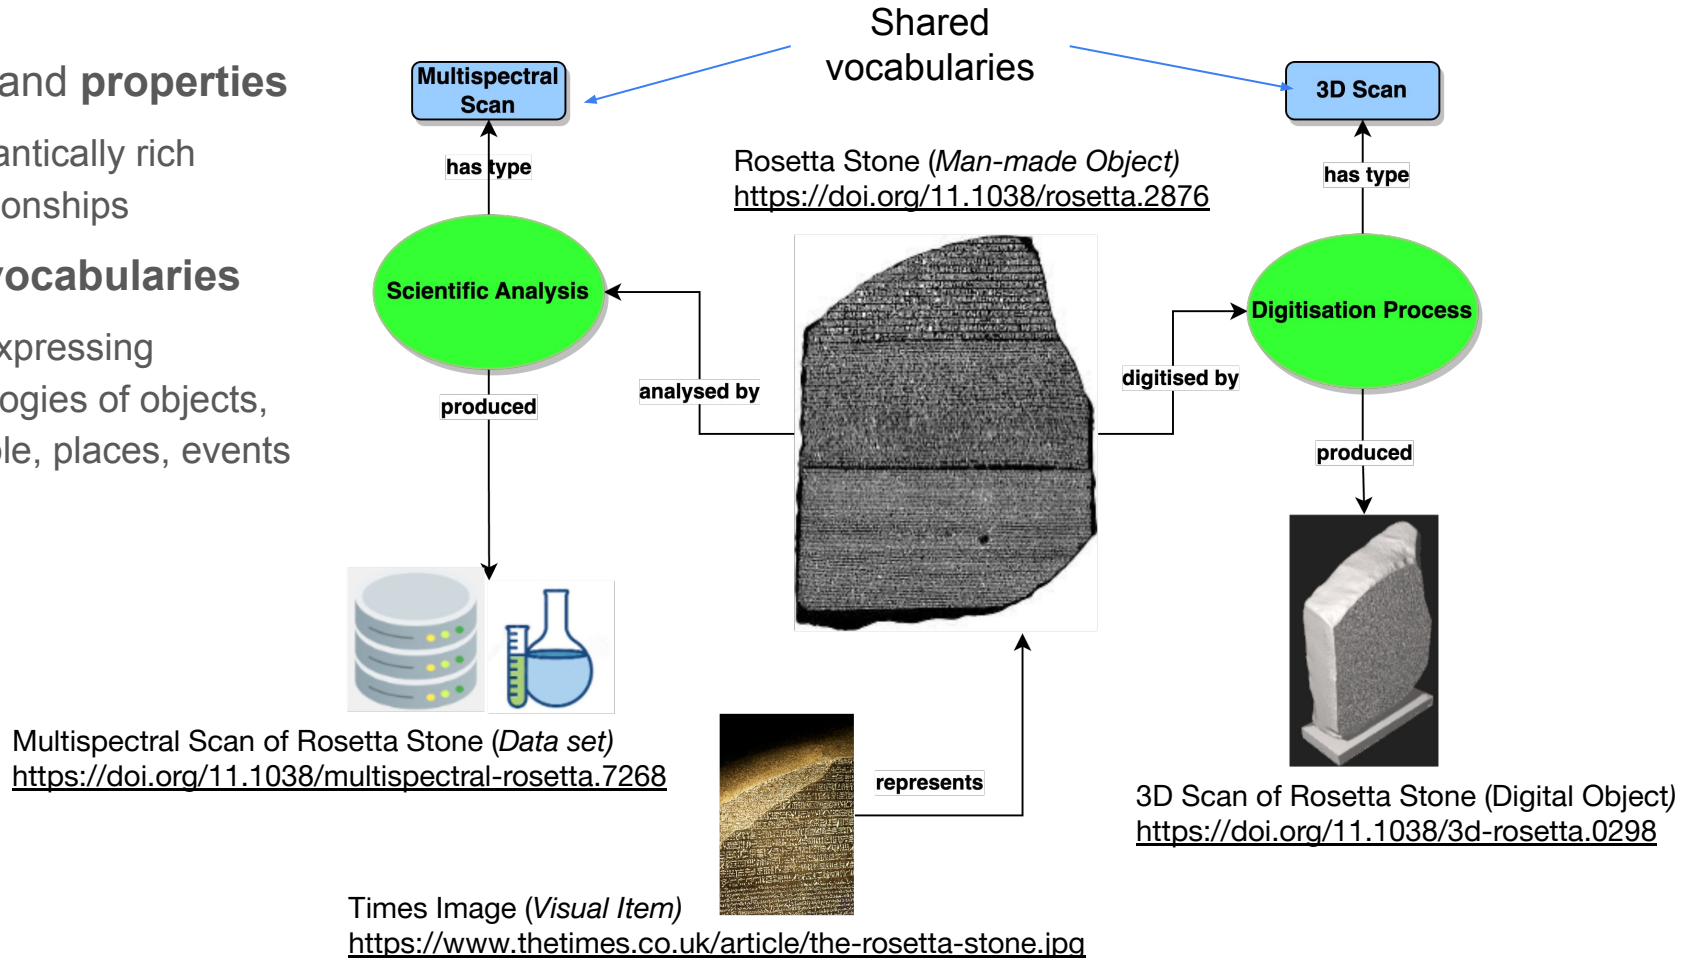 and properties
antically rich
onships
vocabularies
xpressing
ogies of objects,
ole, places, events
Shared
vocabularies
Multispectral
Scan
3D Scan
has type
has type
Rosetta Stone (Man-made Object)
https://doi.org/11.1038/rosetta.2876
Scientific Analysis
Digitisation Process
analysed by
digitised by
produced
produced
Multispectral Scan of Rosetta Stone (Data set)
https://doi.org/11.1038/multispectral-rosetta.7268
represents
3D Scan of Rosetta Stone (Digital Object)
https://doi.org/11.1038/3d-rosetta.0298
Times Image (Visual Item)
https://www.thetimes.co.uk/article/the-rosetta-stone.jpg